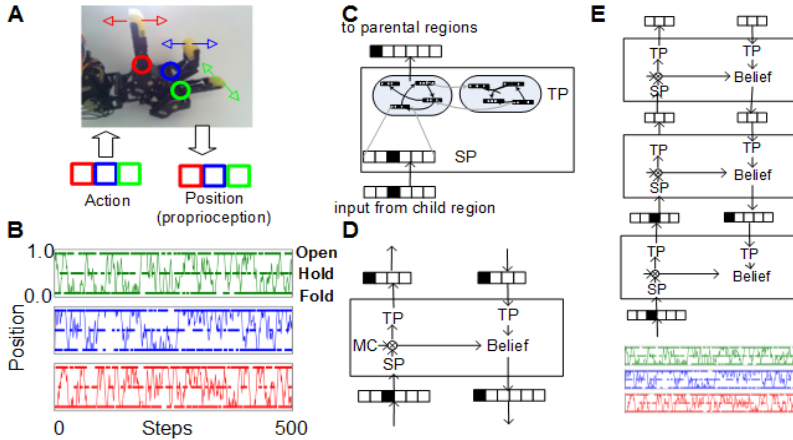 A
Action
Position
(proprioception)
B
1.0
0.0
Position
Open
Hold
Fold
0
Steps
500
C
to parental regions
TP
SP
input from child region
D
TP
TP
MC
Belief
SP
E
TP
TP
Belief
SP
TP
TP
Belief
SP
TP
TP
Belief
SP